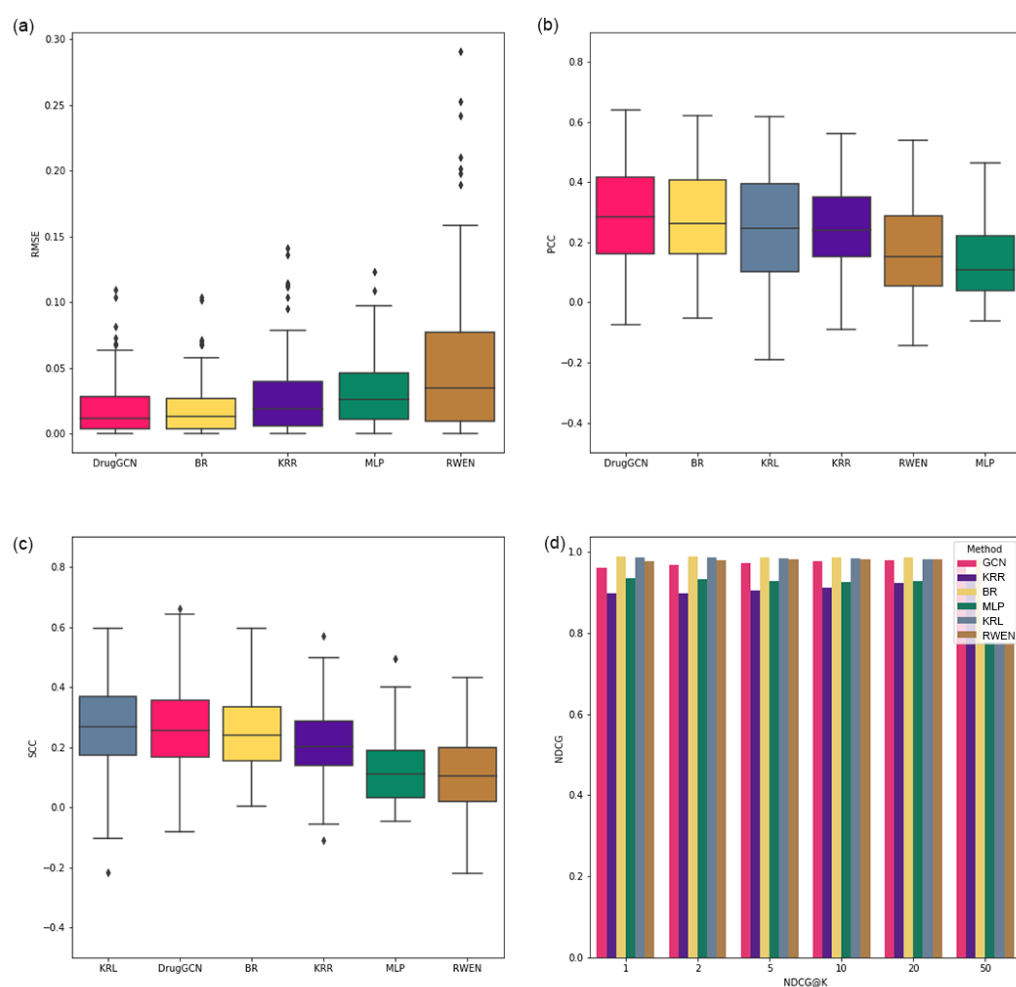 (a)
0.30
0.25
0.20
0.15
0.10
0.05
0.00
RMSE
DrugGCN BR KRR MLP RWEN
(b)
0.8
0.6
0.4
0.2
0.0
−0.2
−0.4
PCC
DrugGCN BR KRL KRR RWEN MLP
(c)
0.8
0.6
0.4
0.2
0.0
−0.2
−0.4
SCC
KRL DrugGCN BR KRR MLP RWEN
(d)
1.0
0.8
0.6
0.4
0.2
0.0
NDCG
Method
GCN
KRR
BR
MLP
KRL
RWEN
1 2 5 10 20 50
NDCG@K